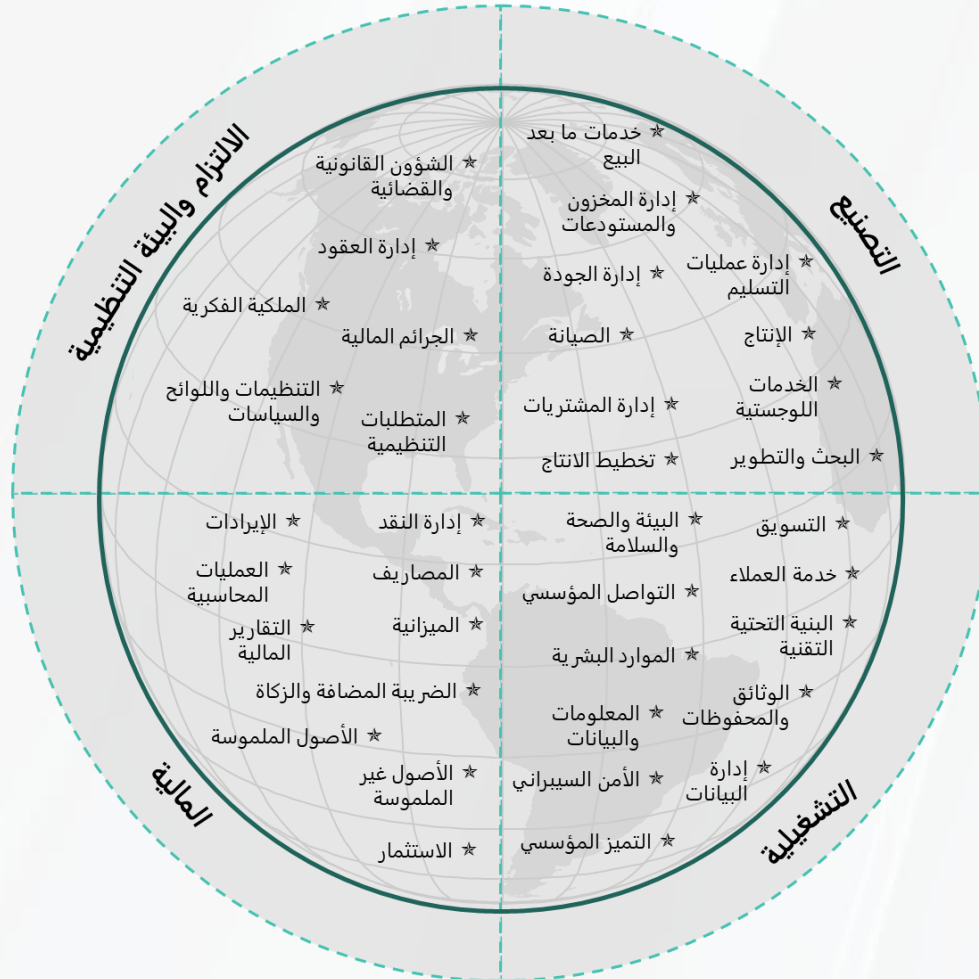 التصنيع
خدمات ما بعد
البيع
إدارة المخزون
والمستودعات
إدارة عمليات
التسليم
إدارة الجودة
الإنتاج
الصيانة
الخدمات
اللوجستية
إدارة المشتريات
البحث والتطوير
تخطيط الانتاج
الالتزام والبيئة التنظيمية
الشؤون القانونية
والقضائية
إدارة العقود
الملكية الفكرية
الجرائم المالية
التنظيمات واللوائح
والسياسات
المتطلبات
التنظيمية
التشغيلية
التسويق
البيئة والصحة
والسلامة
خدمة العملاء
التواصل المؤسسي
البنية التحتية
التقنية
الموارد البشرية
الوثائق
والمحفوظات
المعلومات
والبيانات
إدارة
البيانات
الأمن السيبراني
التميز المؤسسي
المالية
إدارة النقد
الإيرادات
المصاريف
العمليات
المحاسبية
الميزانية
التقارير
المالية
الضريبة المضافة والزكاة
الأصول الملموسة
الأصول غير
الملموسة
الاستثمار